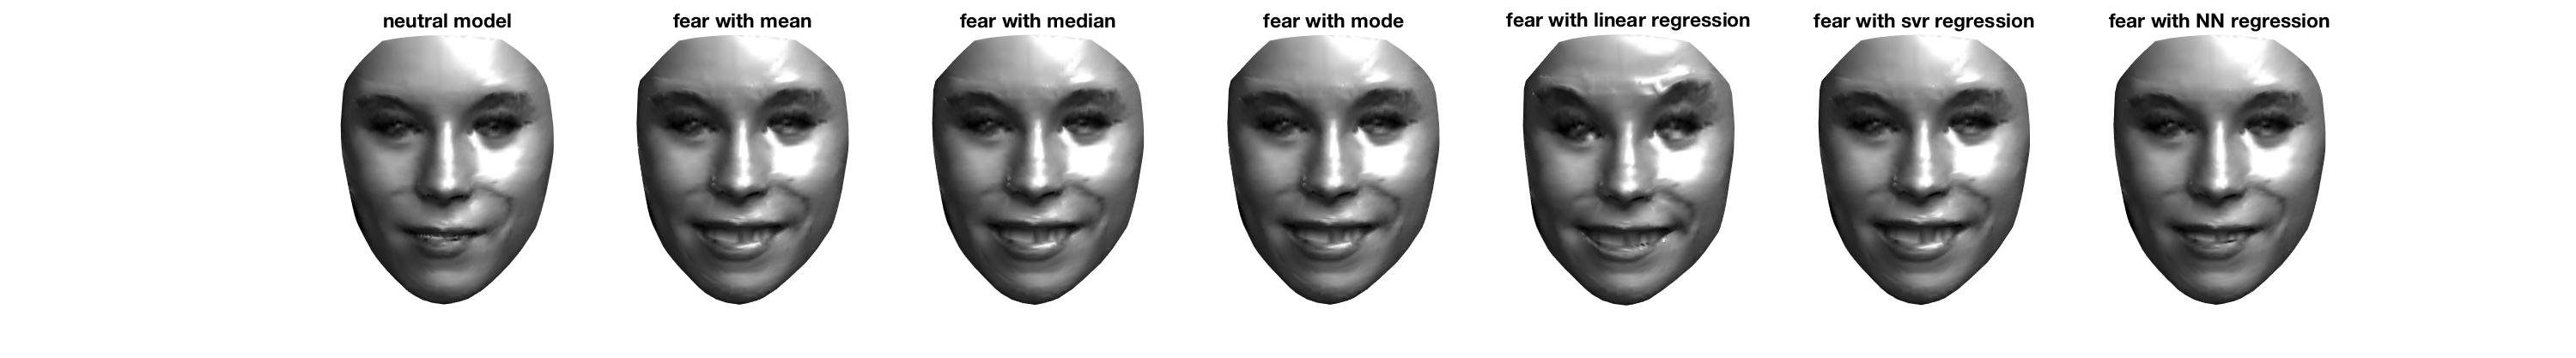 neutral model
fear with mean
fear with median
fear with mode
fear with linear regression
fear with svr regression
fear with NN regression